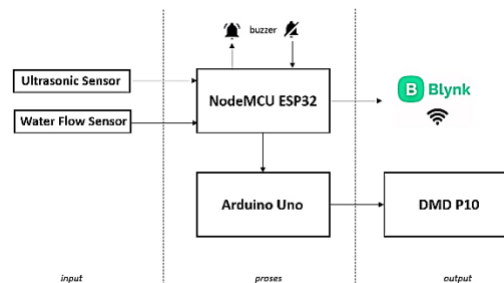 buzzer
Ultrasonic Sensor
Water Flow Sensor
NodeMCU ESP32
B Blynk
Arduino Uno
DMD P10
input
proses
output